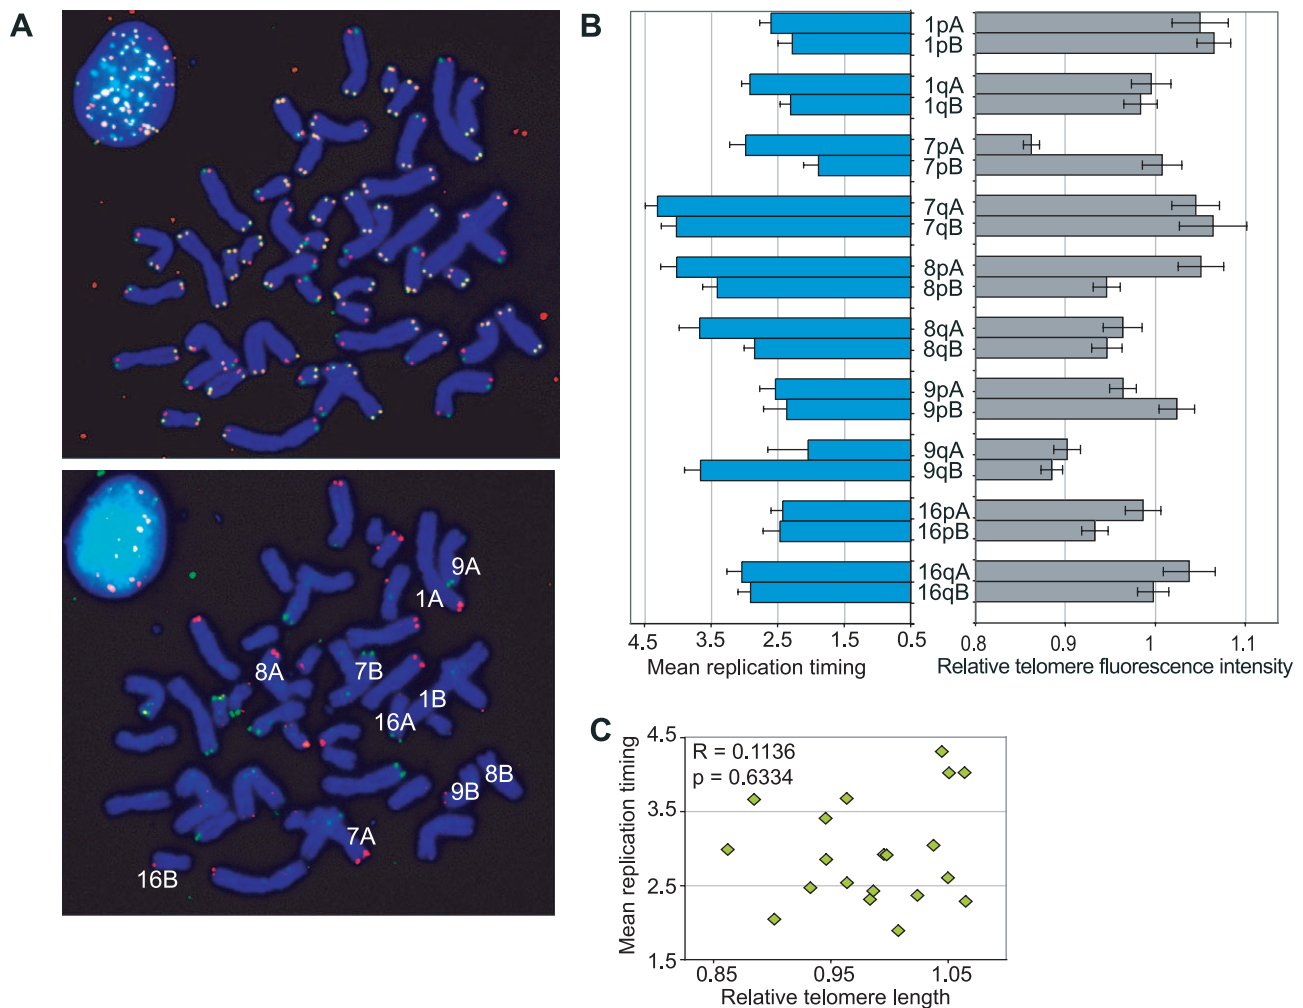 A
9A
1A
8A
7B
1B
16A
8B
9B
7A
16B
B
1pA
1pB
1qA
1qB
7pA
7pB
7qA
7qB
8pA
8pB
8qA
8qB
9pA
9pB
9qA
9qB
16pA
16pB
16qA
16qB
4.5 3.5 2.5 1.5 0.5
Mean replication timing
0.8 0.9 1 1.1
Relative telomere fluorescence intensity
C
R = 0.1136
p = 0.6334
4.5
3.5
2.5
1.5
Mean replication timing
0.85 0.95 1.05
Relative telomere length